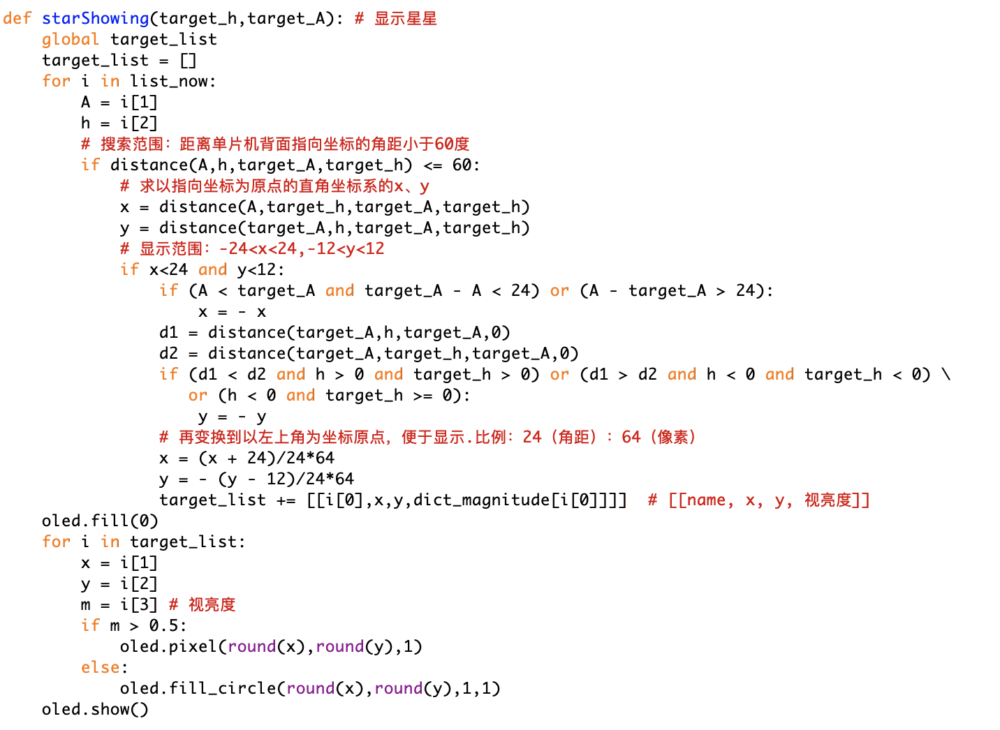 def starShowing(target_h,target_A): # 显示星星
    global target_list
    target_list = []
    for i in list_now:
        A = i[1]
        h = i[2]
        # 搜索范围：距离单片机背面指向坐标的角距小于60度
        if distance(A,h,target_A,target_h) <= 60:
            # 求以指向坐标为原点的直角坐标系的x、y
            x = distance(A,target_h,target_A,target_h)
            y = distance(target_A,h,target_A,target_h)
            # 显示范围：-24<x<24,-12<y<12
            if x<24 and y<12:
                if (A < target_A and target_A - A < 24) or (A - target_A > 24):
                    x = - x
                d1 = distance(target_A,h,target_A,0)
                d2 = distance(target_A,target_h,target_A,0)
                if (d1 < d2 and h > 0 and target_h > 0) or (d1 > d2 and h < 0 and target_h < 0) \
                   or (h < 0 and target_h >= 0):
                    y = - y
                # 再变换到以左上角为坐标原点，便于显示.比例：24（角距）：64（像素）
                x = (x + 24)/24*64
                y = - (y - 12)/24*64
                target_list += [[i[0],x,y,dict_magnitude[i[0]]]]  # [[name, x, y, 视亮度]]
    oled.fill(0)
    for i in target_list:
        x = i[1]
        y = i[2]
        m = i[3] # 视亮度
        if m > 0.5:
            oled.pixel(round(x),round(y),1)
        else:
            oled.fill_circle(round(x),round(y),1,1)
    oled.show()